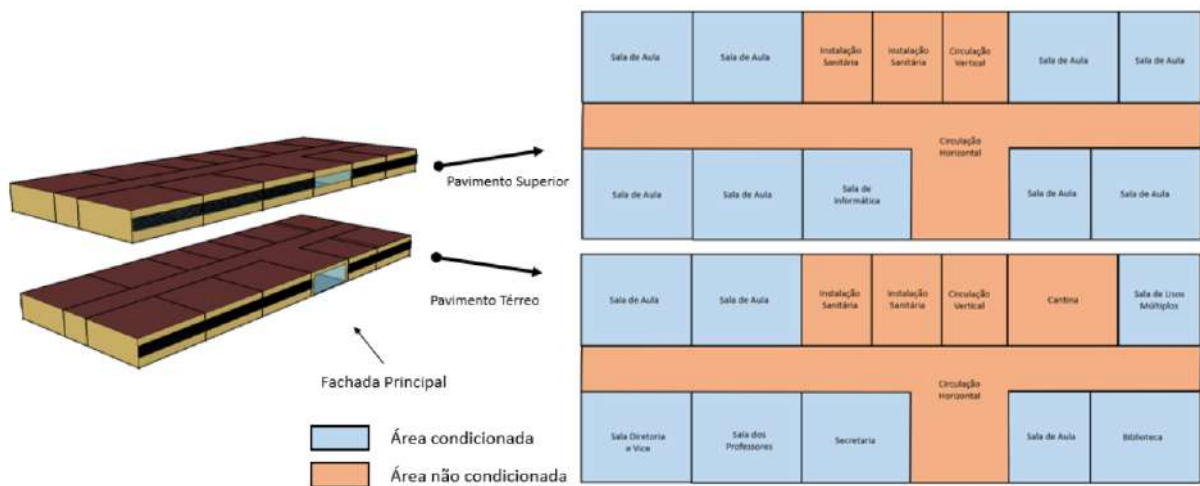 Sala de Aula
Sala de Aula
Instalação
Sanitária
Instalação
Sanitária
Circulação
Vertical
Sala de Aula
Sala de Aula
Circulação
Horizontal
Sala de Aula
Sala de Aula
Sala de
Informática
Sala de Aula
Sala de Aula
Pavimento Superior
Sala de Aula
Sala de Aula
Instalação
Sanitária
Instalação
Sanitária
Circulação
Vertical
Cantina
Sala de Usos
Múltiplos
Pavimento Térreo
Circulação
Horizontal
Sala Diretoria
e Vice
Sala dos
Professores
Secretaria
Sala de Aula
Biblioteca
Fachada Principal
Área condicionada
Área não condicionada